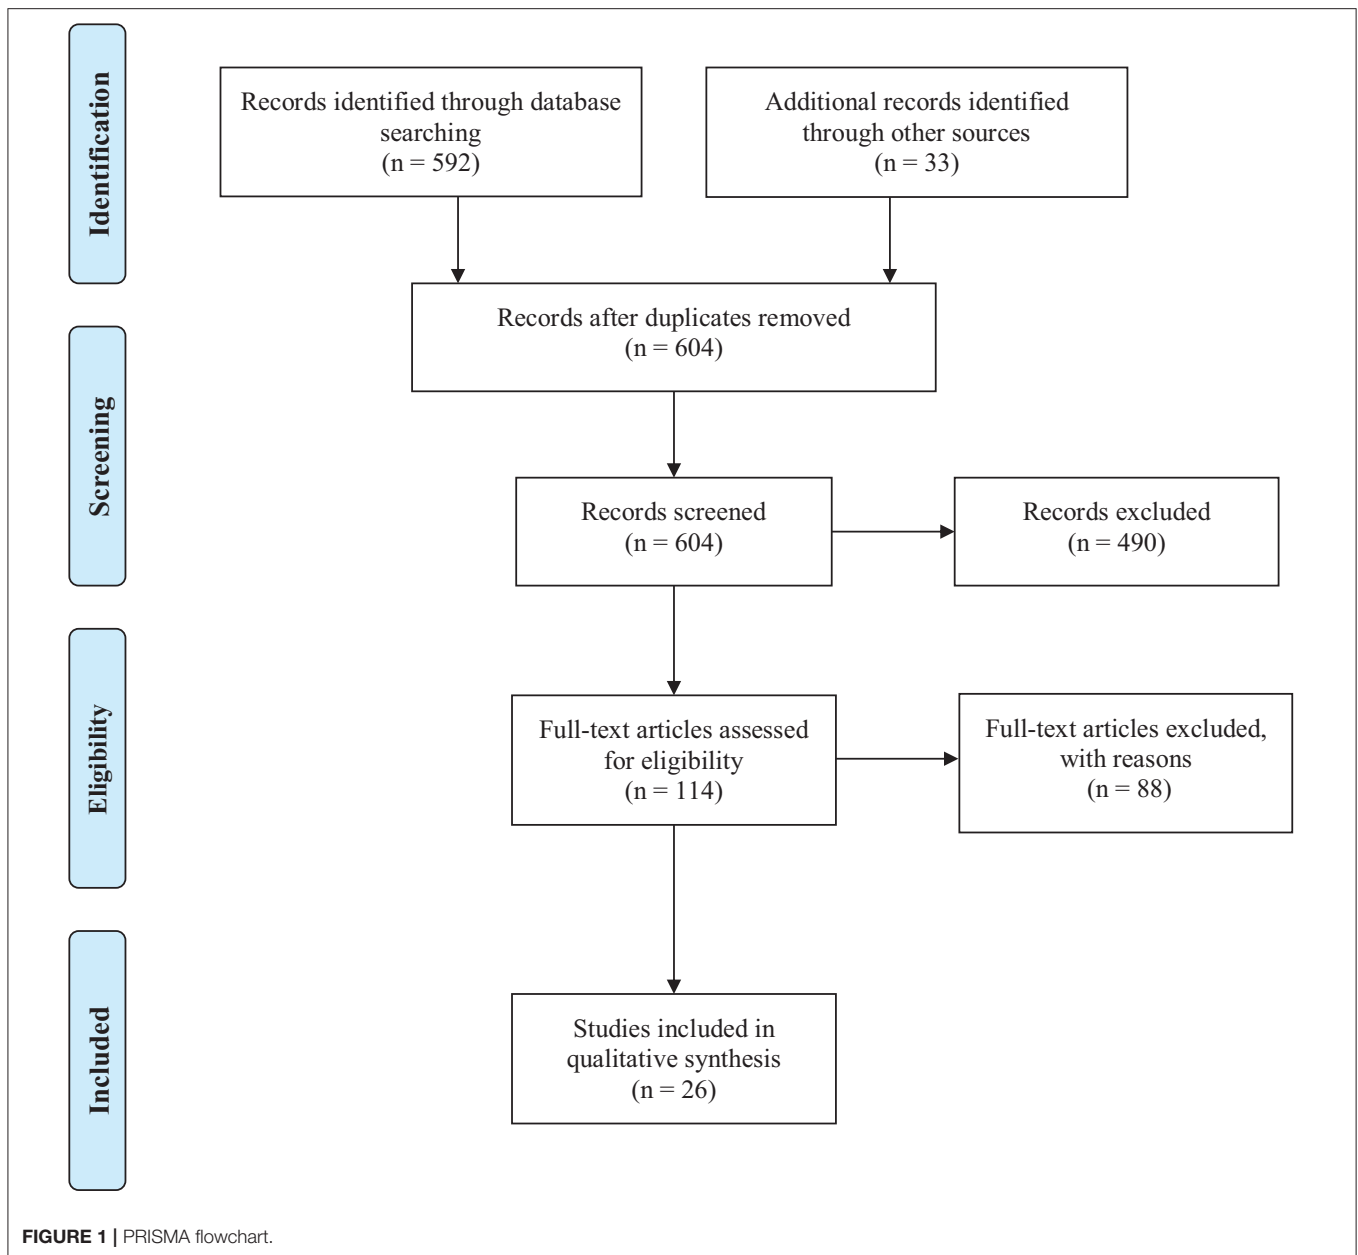 Identification
Records identified through database
searching
(n = 592)
Additional records identified
through other sources
(n = 33)
Records after duplicates removed
(n = 604)
Screening
Records screened
(n = 604)
Records excluded
(n = 490)
Eligibility
Full-text articles assessed
for eligibility
(n = 114)
Full-text articles excluded,
with reasons
(n = 88)
Included
Studies included in
qualitative synthesis
(n = 26)
FIGURE 1 | PRISMA flowchart.